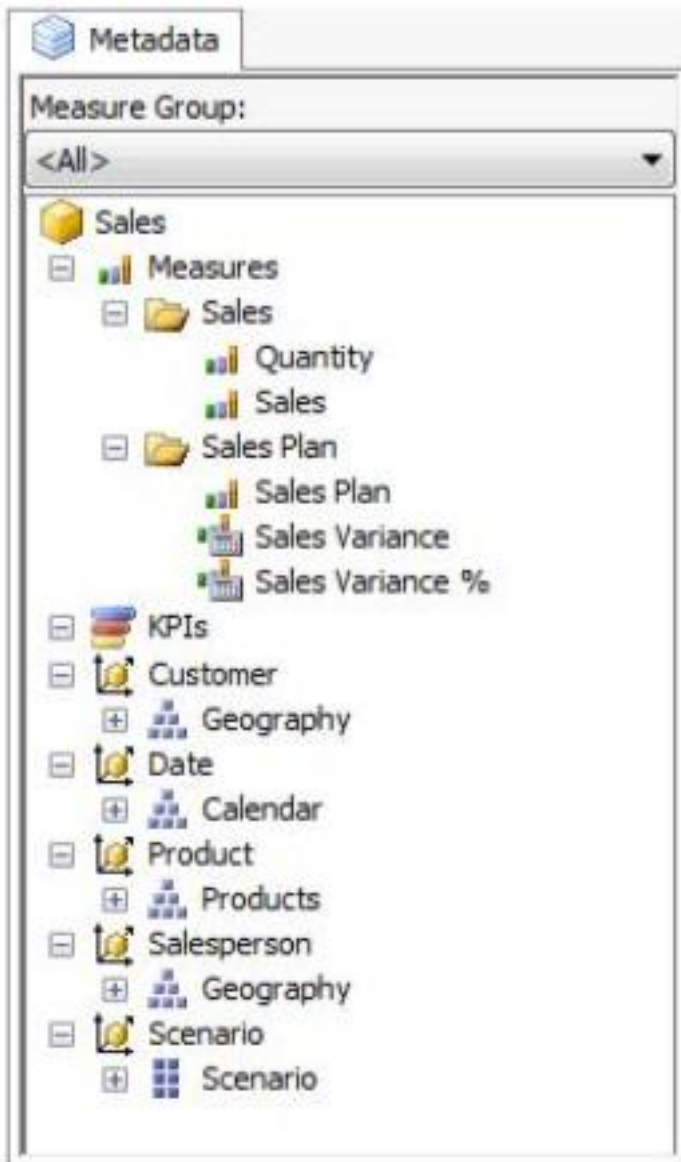 Metadata
Measure Group:
<All>
Sales
Measures
Sales
Quantity
Sales
Sales Plan
Sales Plan
Sales Variance
Sales Variance %
KPIs
Customer
Geography
Date
Calendar
Product
Products
Salesperson
Geography
Scenario
Scenario